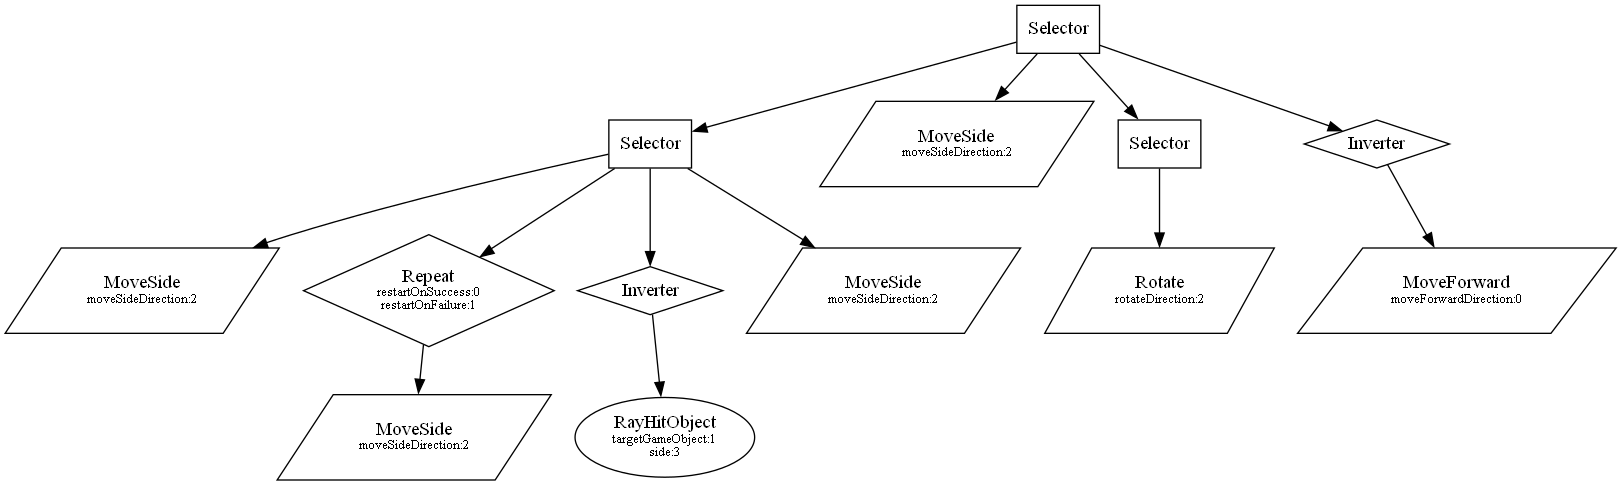 Selector
Selector
MoveSide
moveSideDirection:2
Selector
Inverter
MoveSide
moveSideDirection:2
Repeat
restartOnSuccess:0
restartOnFailure:1
Inverter
MoveSide
moveSideDirection:2
Rotate
rotateDirection:2
MoveForward
moveForwardDirection:0
MoveSide
moveSideDirection:2
RayHitObject
targetGameObject:1
side:3